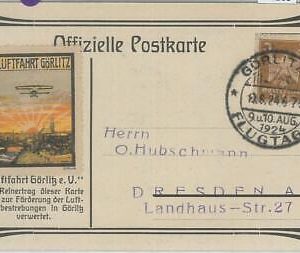 Offizielle Postkarte
LUFTFAHRT GÖRLITZ
GÖRLITZ
9.u10.AUG.
1924
FLUGTAG
Herrn
O.Hubschmann
DRESDEN A
Landhaus-Str.27
Luftfahrt Görlitz e. V."
Reinertrag dieser Karte
zur Förderung der Luft-
bestrebungen in Görlitz
verwertet.